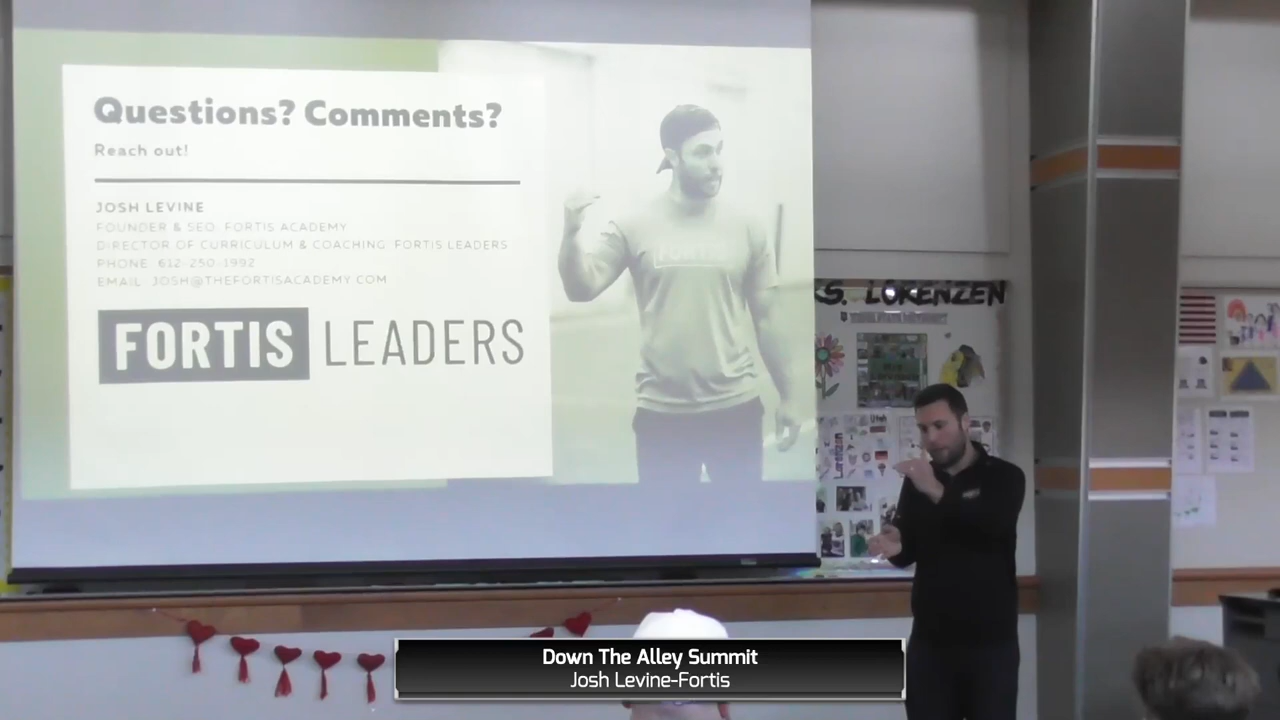 Questions? Comments?
Reach out!
JOSH LEVINE
FOUNDER & SEO: FORTIS ACADEMY
DIRECTOR OF CURRICULUM & COACHING: FORTIS LEADERS
PHONE: 612-250-1992
EMAIL: JOSH@THEFORTISACADEMY.COM
FORTIS LEADERS
FORTIS
S. LORENZEN
Down The Alley Summit
Josh Levine-Fortis